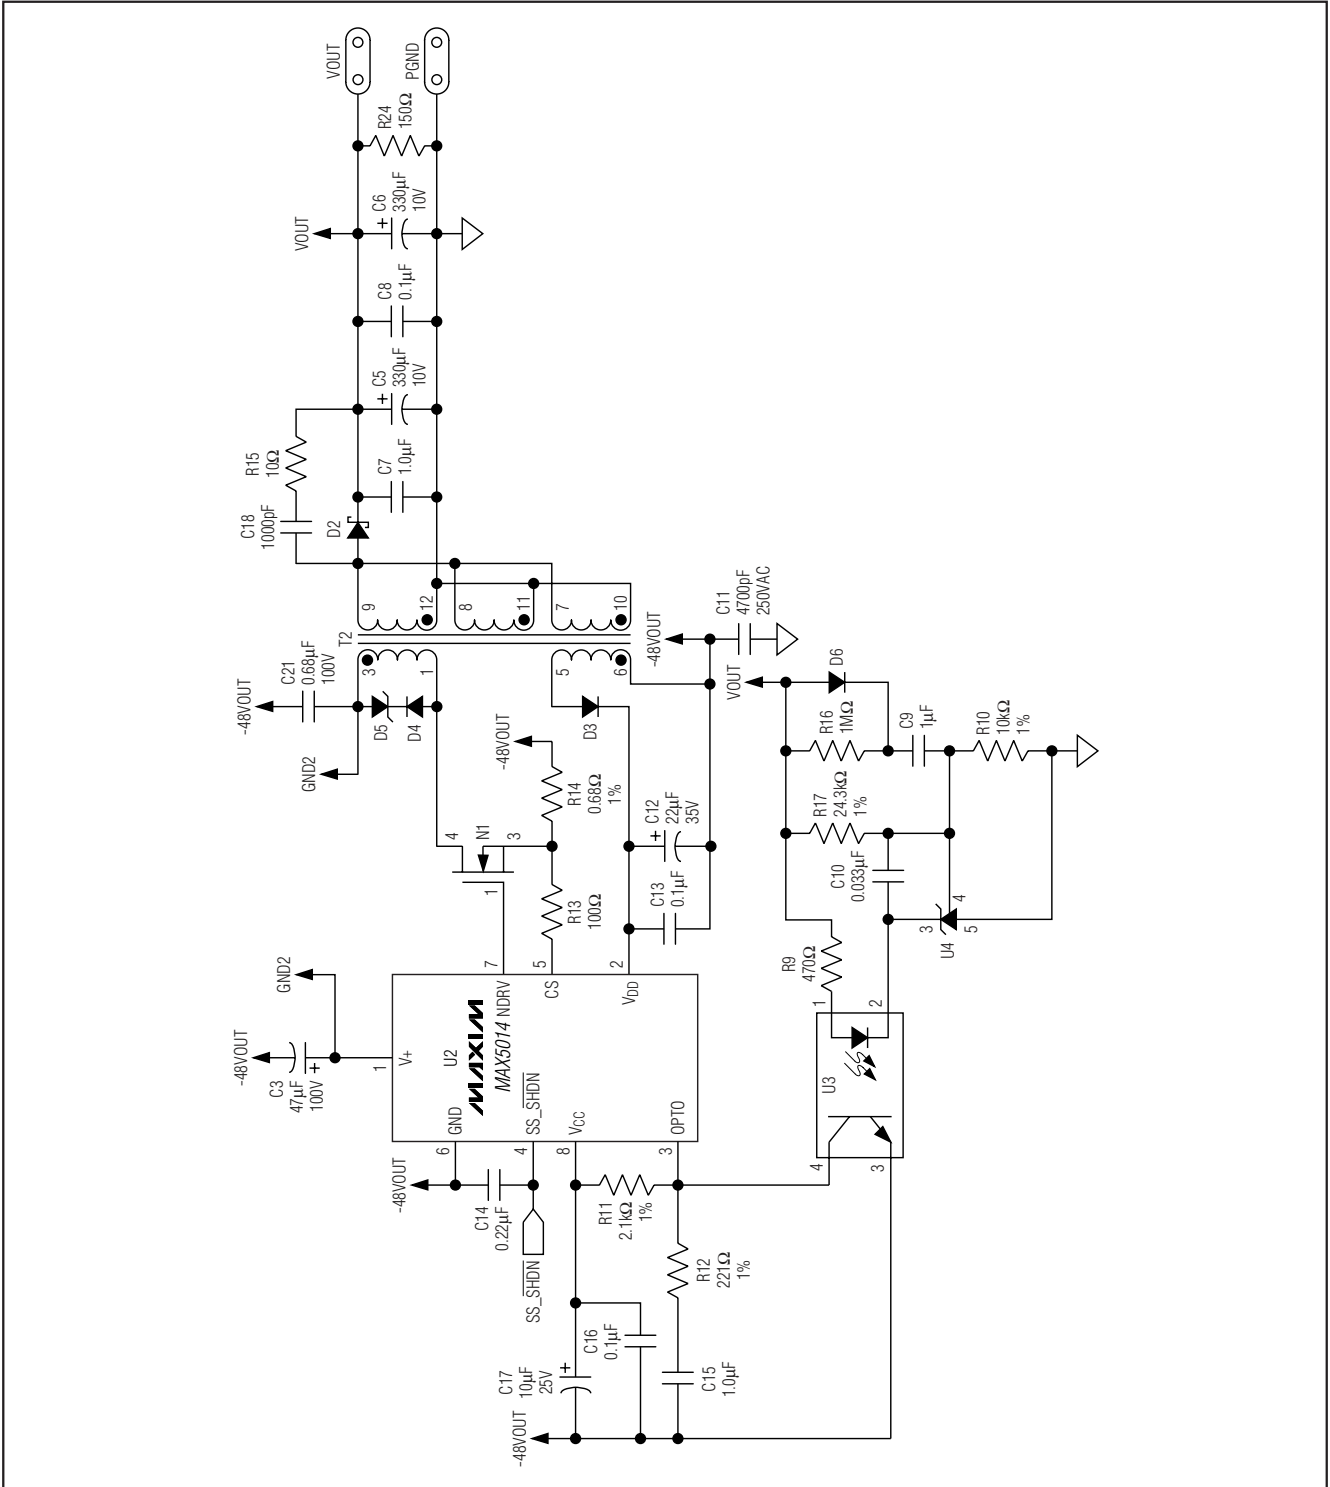 VOUT
PGND
R24
150Ω
VOUT
C6
330µF
10V
C8
0.1µF
C5
330µF
10V
R15
10Ω
C7
1.0µF
C18
1000pF
D2
9
12
8
11
7
10
T2
3
1
5
6
-48VOUT
C21
0.68µF
100V
D5
D4
GND2
D3
-48VOUT
C11
4700pF
250VAC
-48VOUT
R14
0.68Ω
1%
4
N1
3
1
C12
22µF
35V
R13
100Ω
C13
0.1µF
VOUT
D6
R16
1MΩ
C9
1µF
R10
10kΩ
1%
R17
24.3kΩ
1%
C10
0.033µF
3
4
5
U4
R9
470Ω
1
2
U3
4
3
GND2
-48VOUT
C3
47µF
100V
1
V+
7
NDRV
5
CS
2
VDD
U2
MAXIM
MAX5014
GND
SS_SHDN
VCC
OPTO
6
4
8
3
-48VOUT
C14
0.22µF
SS_SHDN
R11
2.1kΩ
1%
R12
221Ω
1%
C16
0.1µF
C17
10µF
25V
C15
1.0µF
-48VOUT